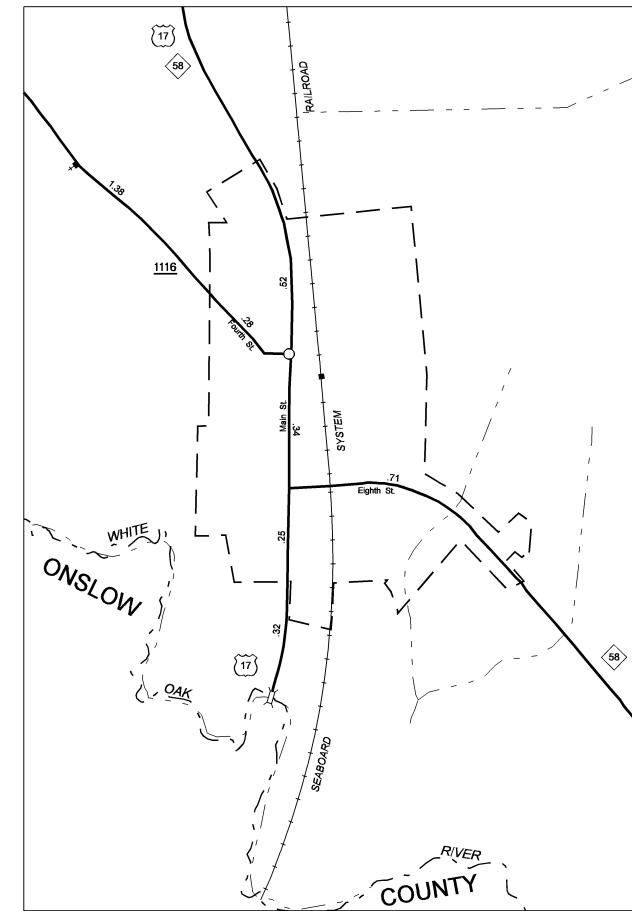 17
58
RAILROAD
1.38
1116
.52
.28
Fourth St.
Main St.
.34
SYSTEM
.71
Eighth St.
WHITE
ONSLOW
.25
.32
17
58
OAK
SEABOARD
RIVER
COUNTY